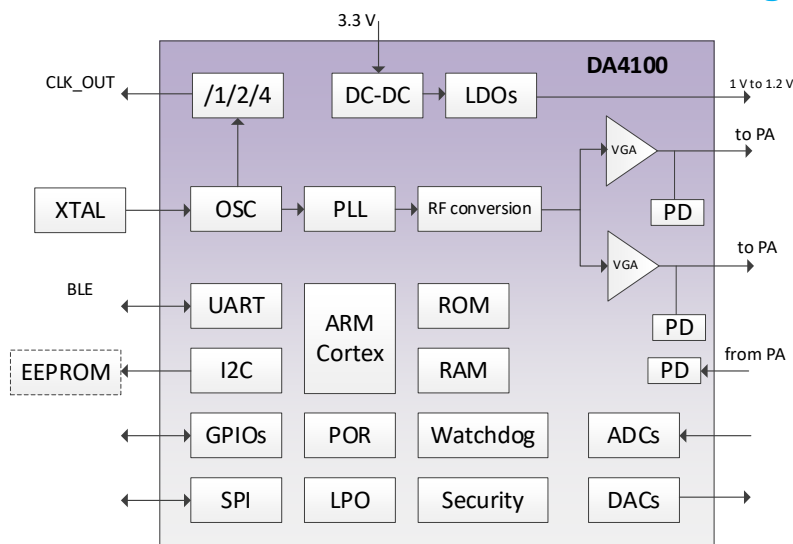 3.3 V
DA4100
CLK_OUT
/1/2/4
DC-DC
LDOs
1 V to 1.2 V
to PA
VGA
XTAL
OSC
PLL
RF conversion
PD
to PA
VGA
BLE
UART
ARM
Cortex
ROM
PD
EEPROM
I2C
RAM
PD
from PA
GPIOs
POR
Watchdog
ADCs
SPI
LPO
Security
DACs